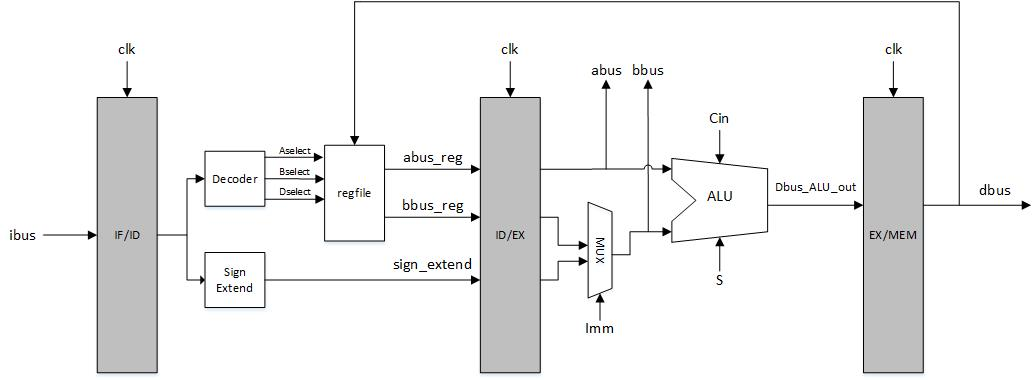 clk
clk
clk
abus
bbus
Cin
Aselect
Bselect
Dselect
Decoder
regfile
abus_reg
bbus_reg
ALU
Dbus_ALU_out
dbus
ibus
IF/ID
ID/EX
MUX
EX/MEM
Sign
Extend
sign_extend
S
Imm